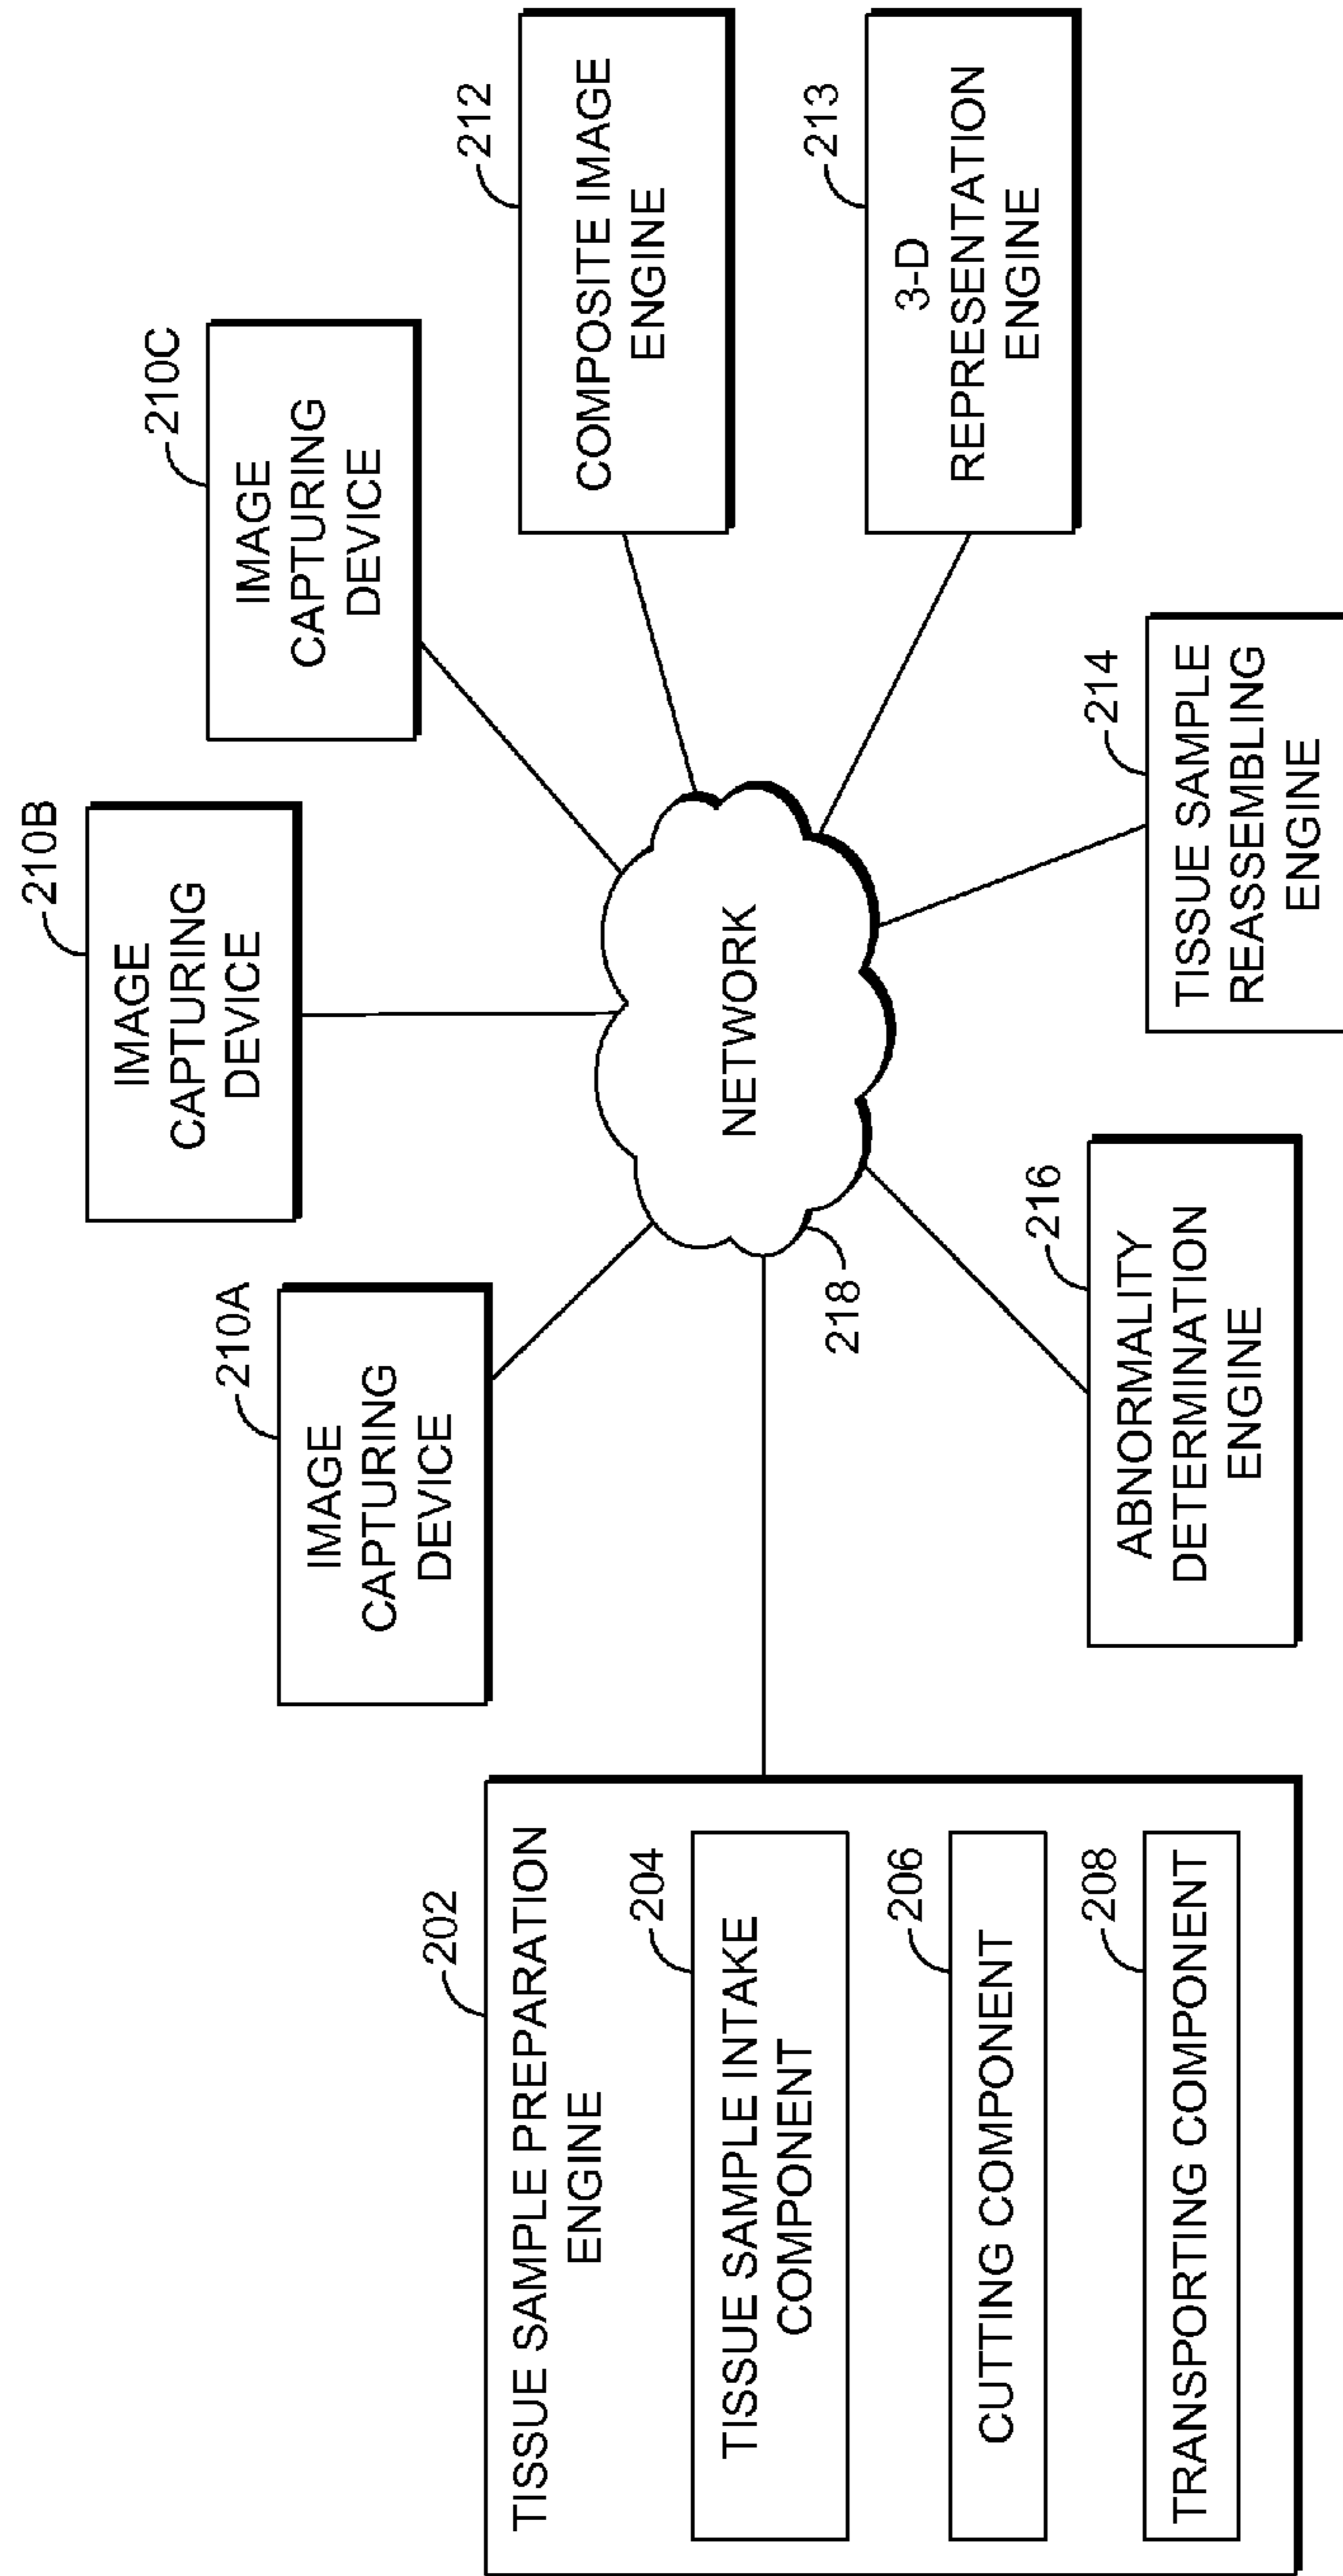 202
TISSUE SAMPLE PREPARATION
ENGINE
204
TISSUE SAMPLE INTAKE
COMPONENT
206
CUTTING COMPONENT
208
TRANSPORTING COMPONENT
210A
IMAGE
CAPTURING
DEVICE
210B
IMAGE
CAPTURING
DEVICE
210C
IMAGE
CAPTURING
DEVICE
212
COMPOSITE IMAGE
ENGINE
213
3-D
REPRESENTATION
ENGINE
214
TISSUE SAMPLE
REASSEMBLING
ENGINE
216
ABNORMALITY
DETERMINATION
ENGINE
NETWORK
218